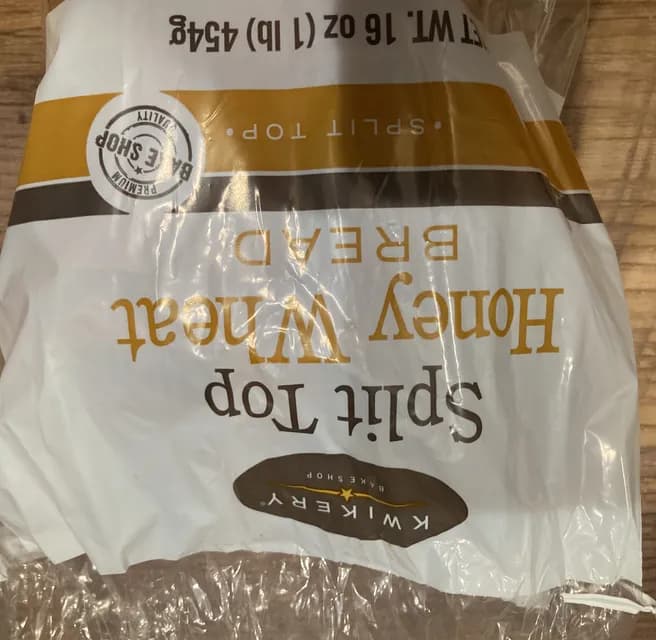 KWIKERY®
BAKESHOP
Split Top
Honey Wheat
BREAD
•SPLIT TOP•
PREMIUM
BAKE SHOP
QUALITY
ET WT. 16 oz (1 lb) 454g